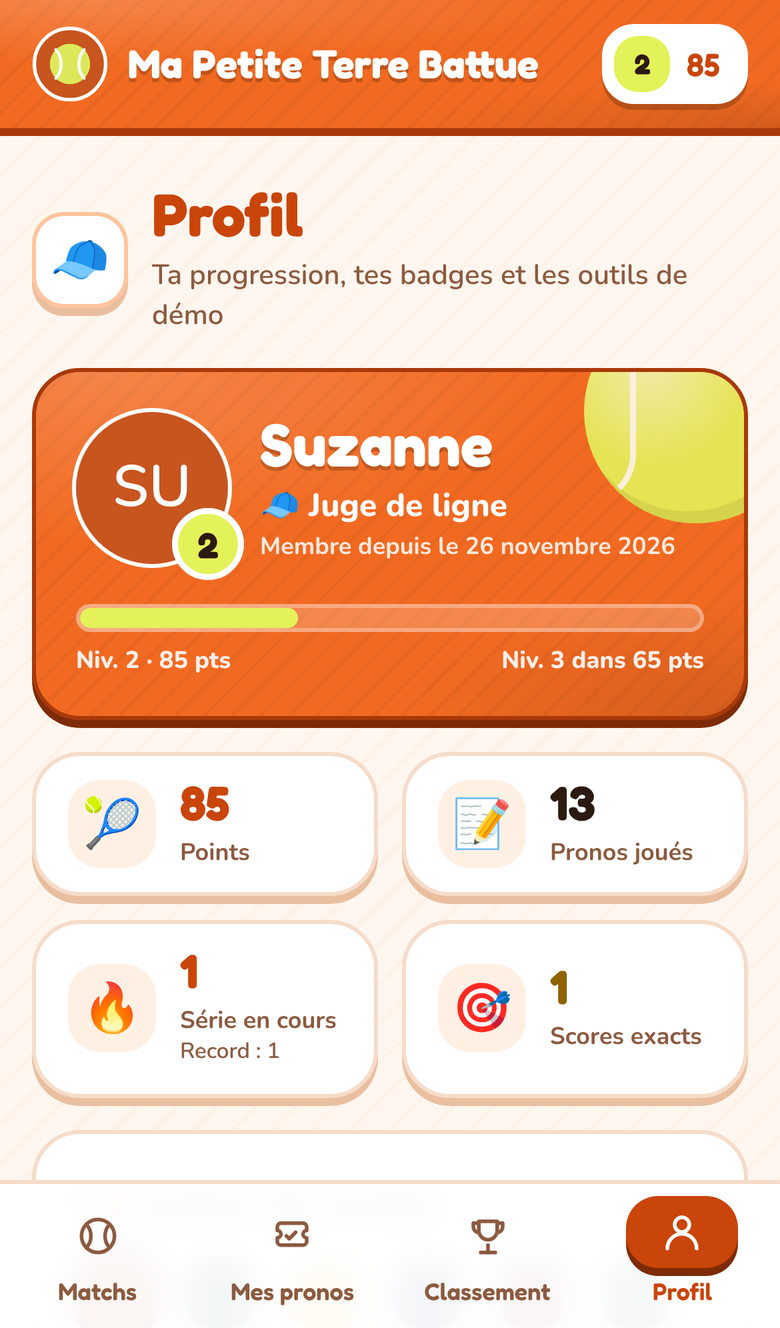 Ma Petite Terre Battue
2 85
Profil
Ta progression, tes badges et les outils de
démo
SU
2
Suzanne
Juge de ligne
Membre depuis le 26 novembre 2026
Niv. 2 · 85 pts
Niv. 3 dans 65 pts
85
Points
13
Pronos joués
1
Série en cours
Record : 1
1
Scores exacts
Matchs
Mes pronos
Classement
Profil